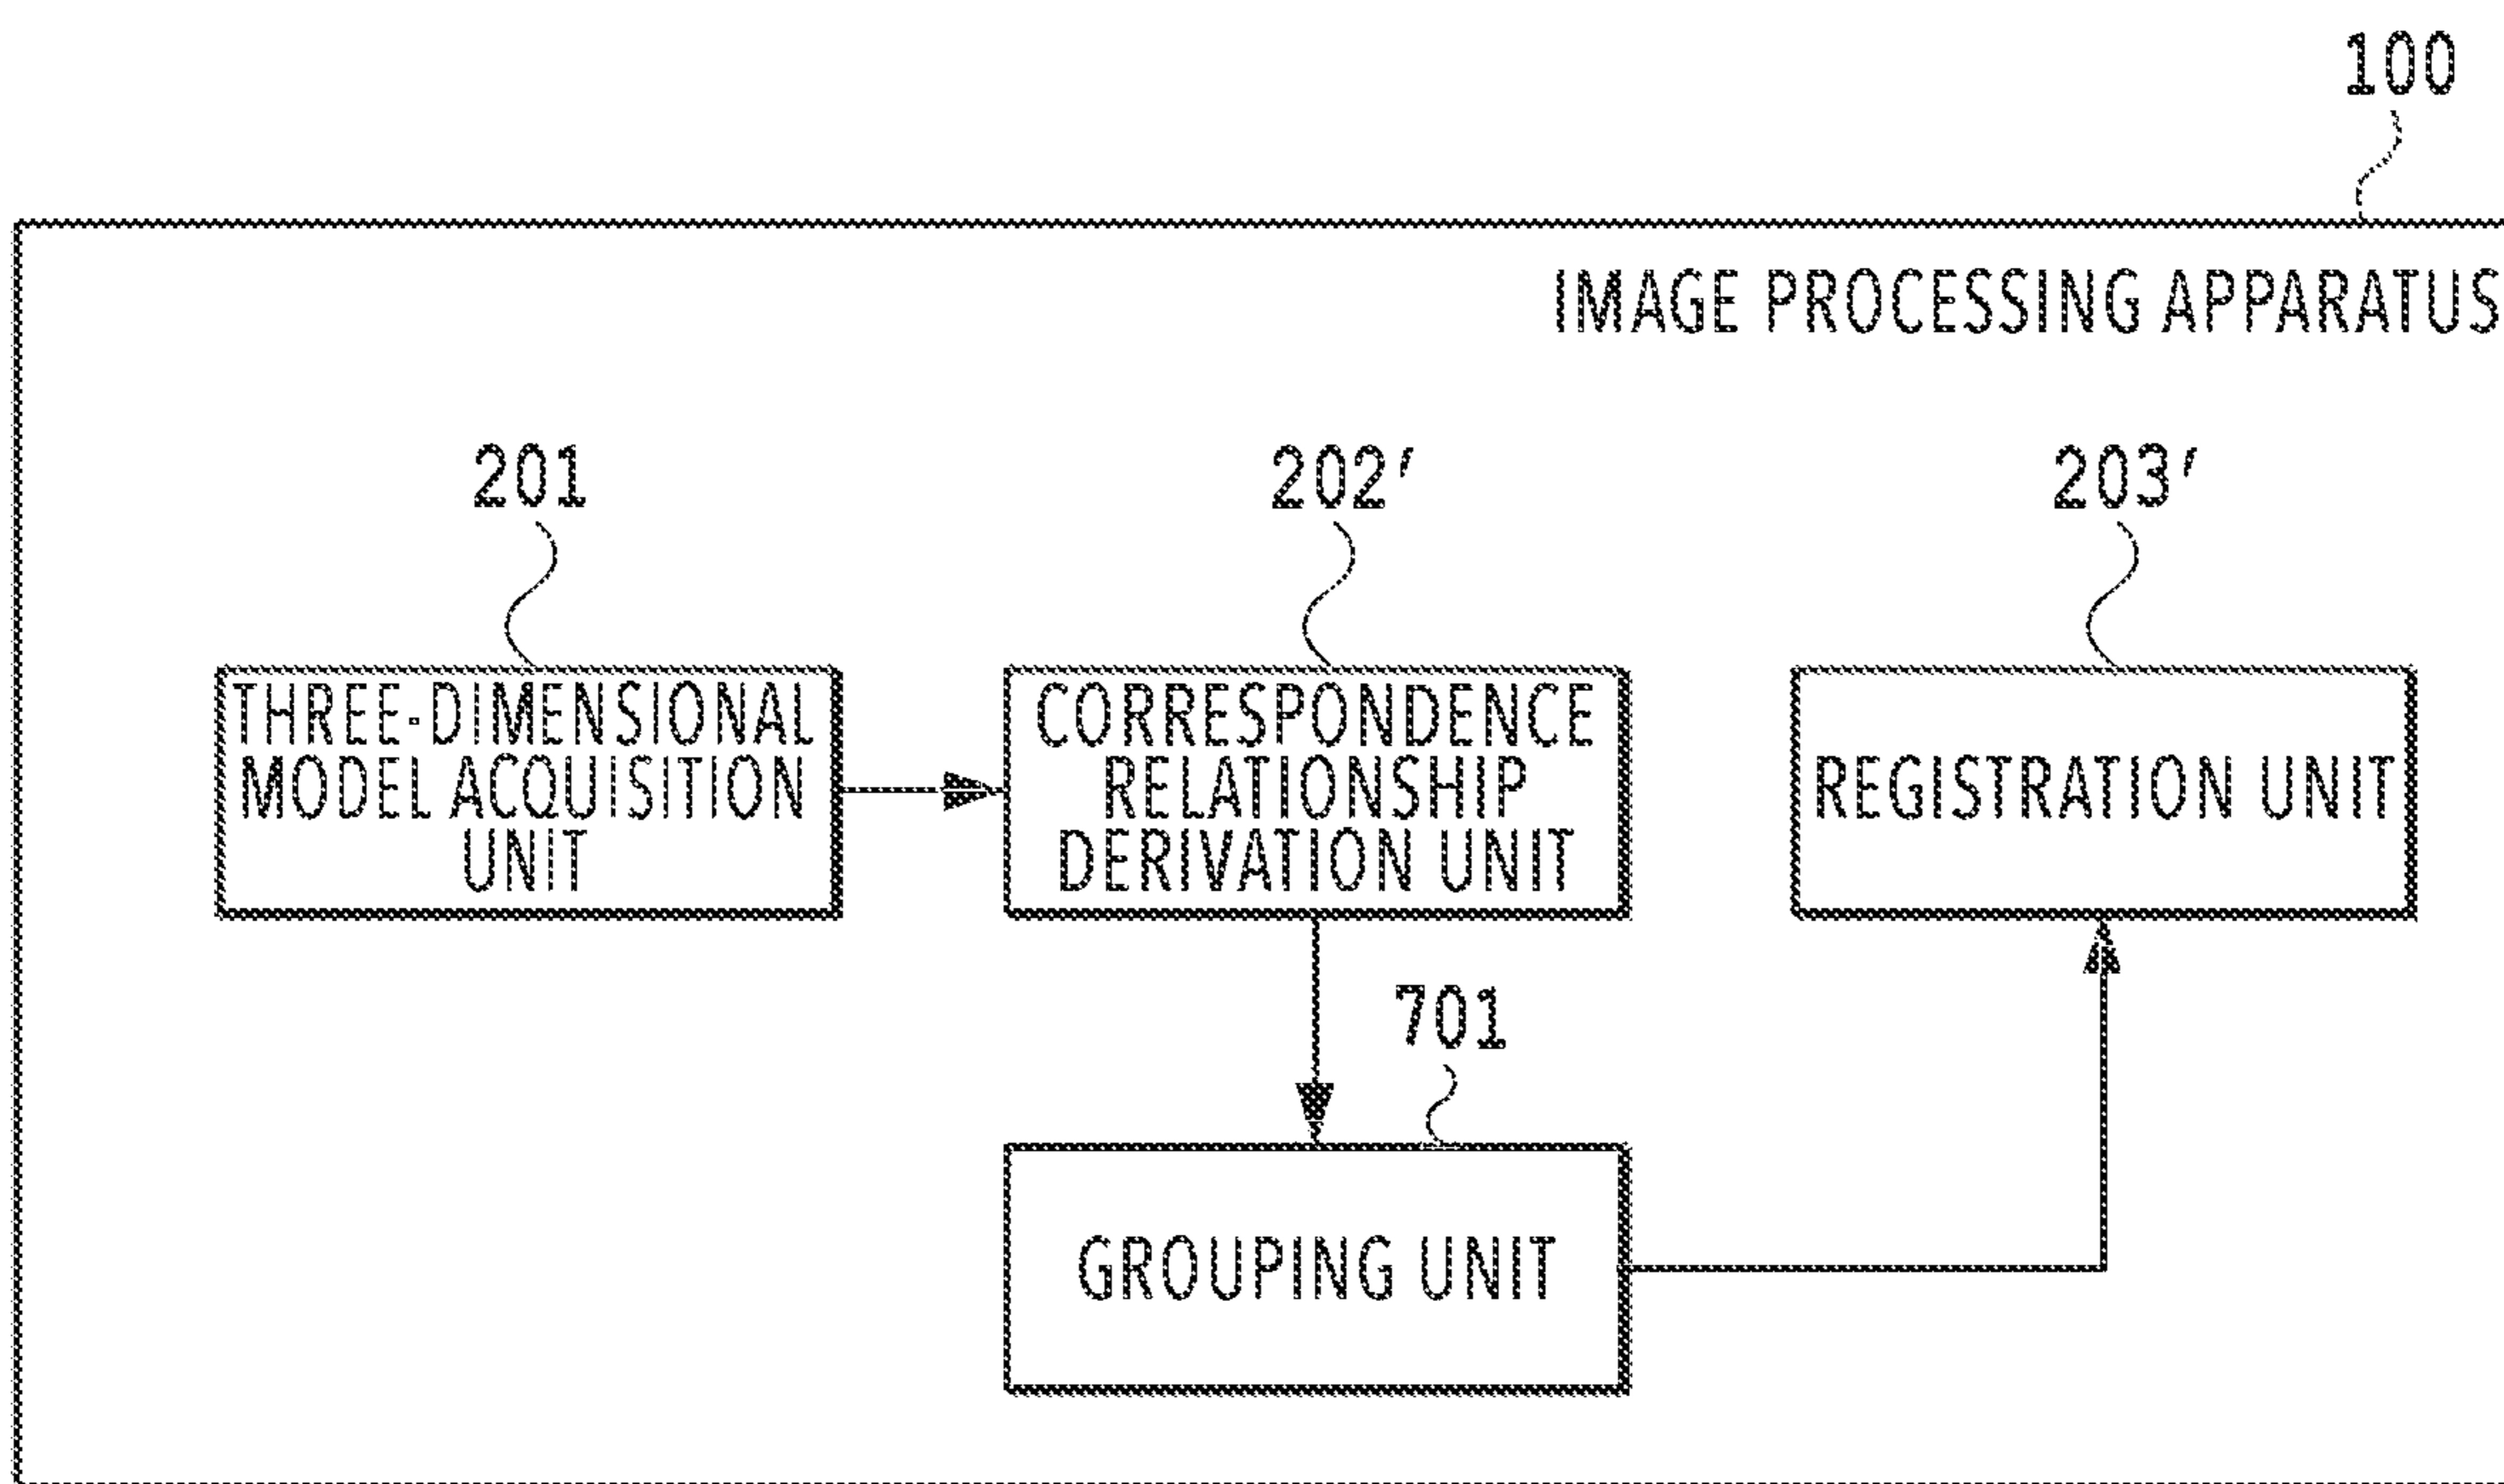 100
IMAGE PROCESSING APPARATUS
201
202'
203'
THREE-DIMENSIONAL
MODEL ACQUISITION
UNIT
CORRESPONDENCE
RELATIONSHIP
DERIVATION UNIT
REGISTRATION UNIT
701
GROUPING UNIT